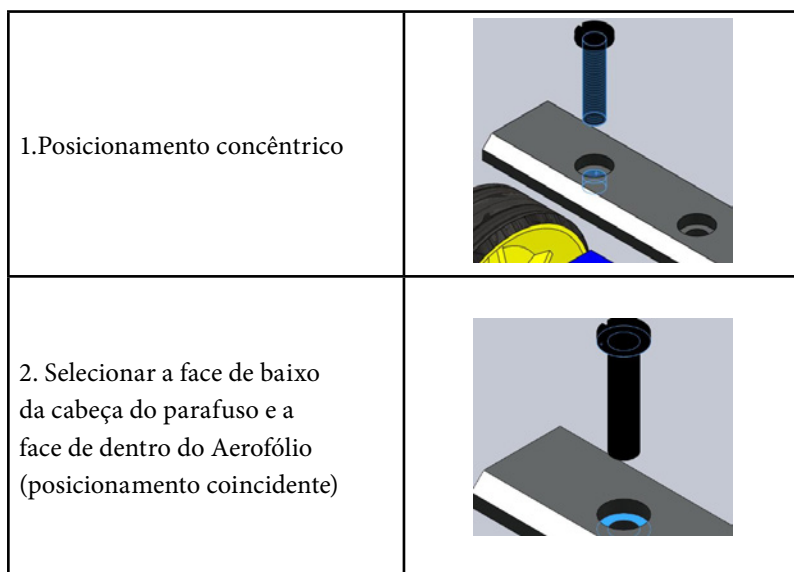 1.Posicionamento concêntrico
2. Selecionar a face de baixo
da cabeça do parafuso e a
face de dentro do Aerofólio
(posicionamento coincidente)